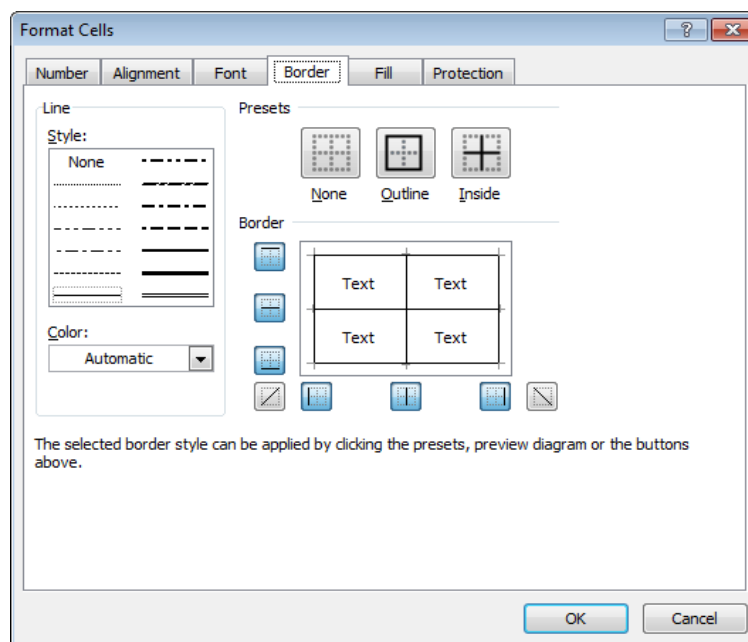 Format Cells
Number Alignment Font Border Fill Protection
Line
Presets
Style:
None
None Outline Inside
Border
Text Text
Text Text
Color:
Automatic
The selected border style can be applied by clicking the presets, preview diagram or the buttons
above.
OK Cancel